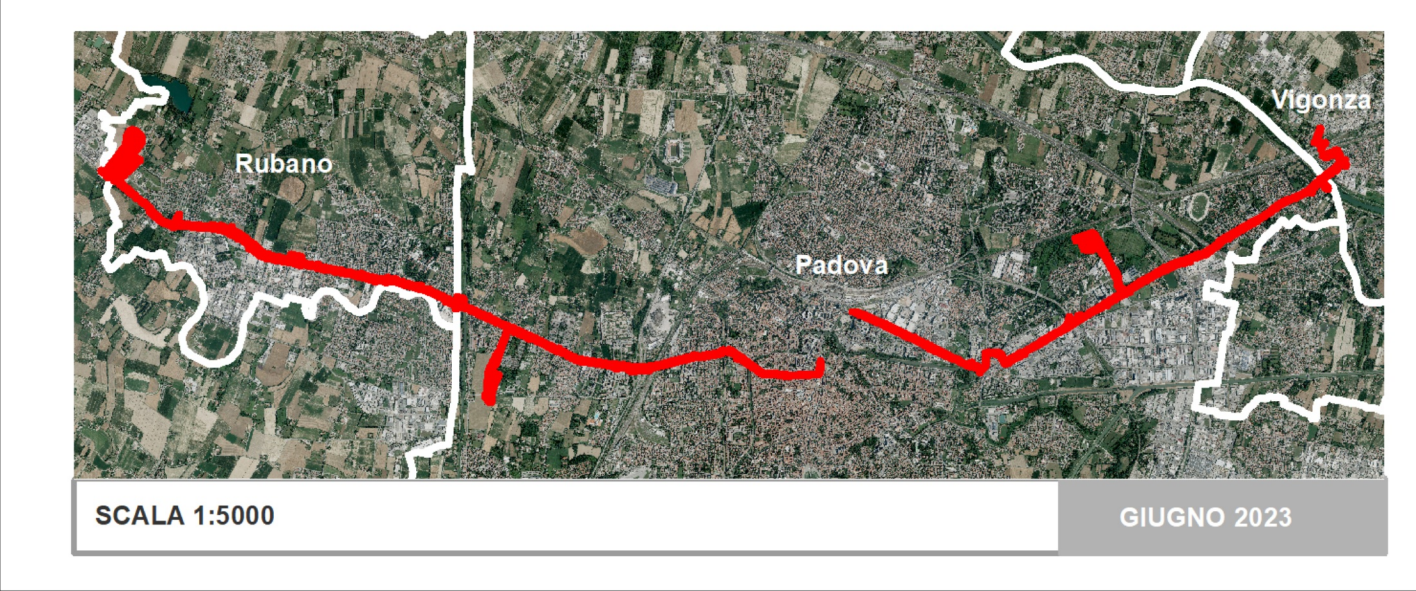 Vigonza
Rubano
Padova
SCALA 1:5000
GIUGNO 2023